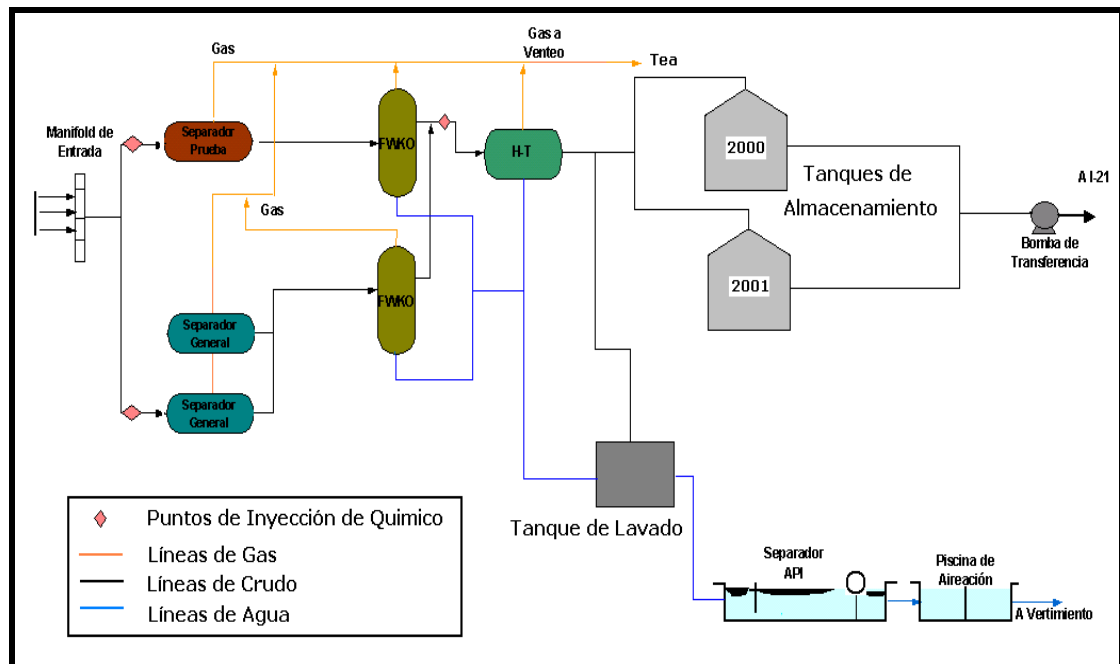 Gas
Gas a
Venteo
Tea
Manifold de
Entrada
Separador
Prueba
FWKO
H-T
2000
Tanques de
Almacenamiento
A I-21
Bomba de
Transferencia
Gas
FWKO
2001
Separador
General
Separador
General
Tanque de Lavado
Puntos de Inyección de Quimico
Líneas de Gas
Líneas de Crudo
Líneas de Agua
Separador
API
Piscina de
Aireación
A Vertimiento